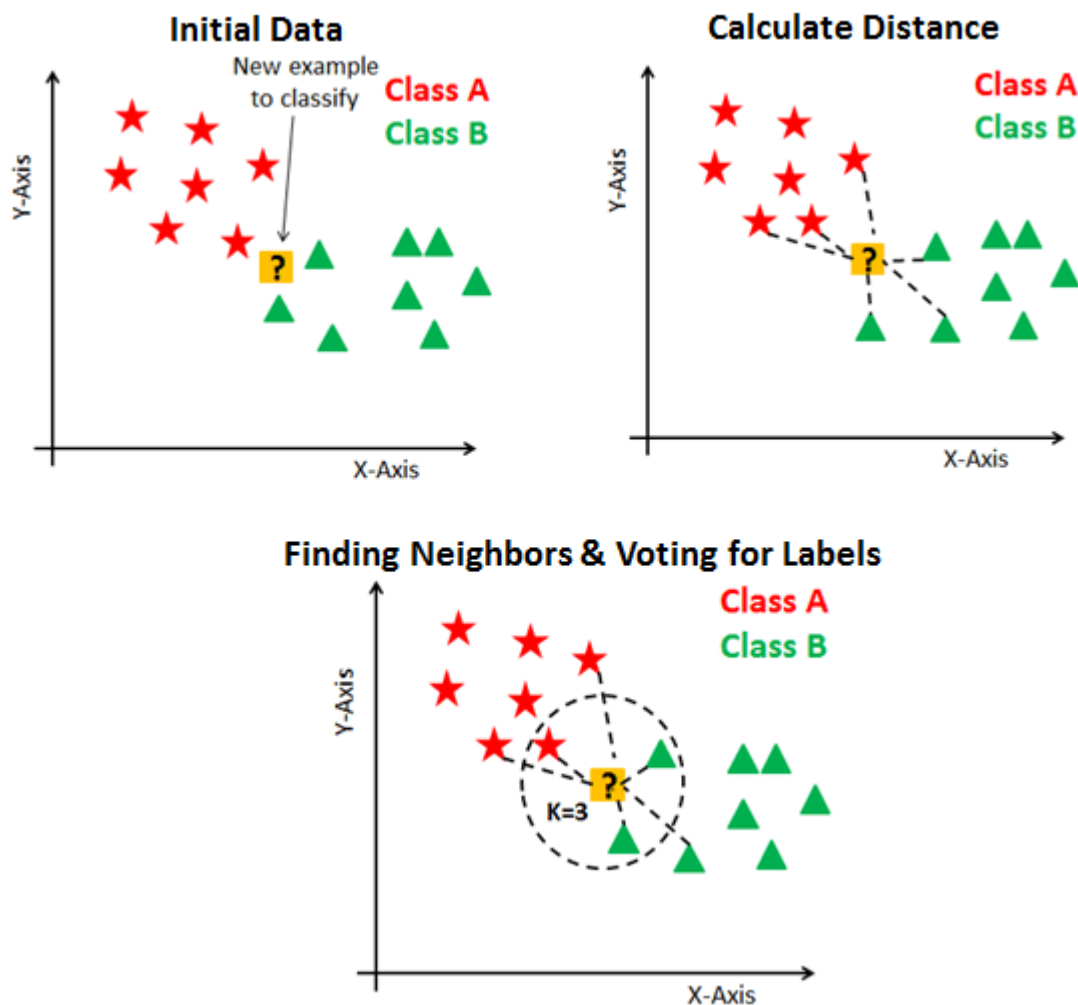 Initial Data
New example
to classify
Class A
Class B
Y-Axis
?
X-Axis
Calculate Distance
Class A
Class B
Y-Axis
?
X-Axis
Finding Neighbors & Voting for Labels
Class A
Class B
Y-Axis
?
K=3
X-Axis